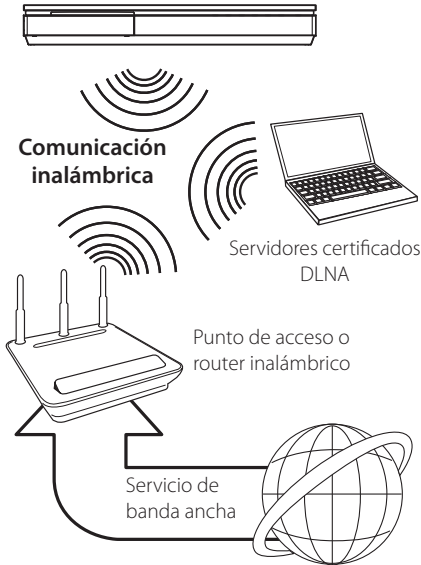 Comunicación
inalámbrica
Servidores certificados
DLNA
Punto de acceso o
router inalámbrico
Servicio de
banda ancha